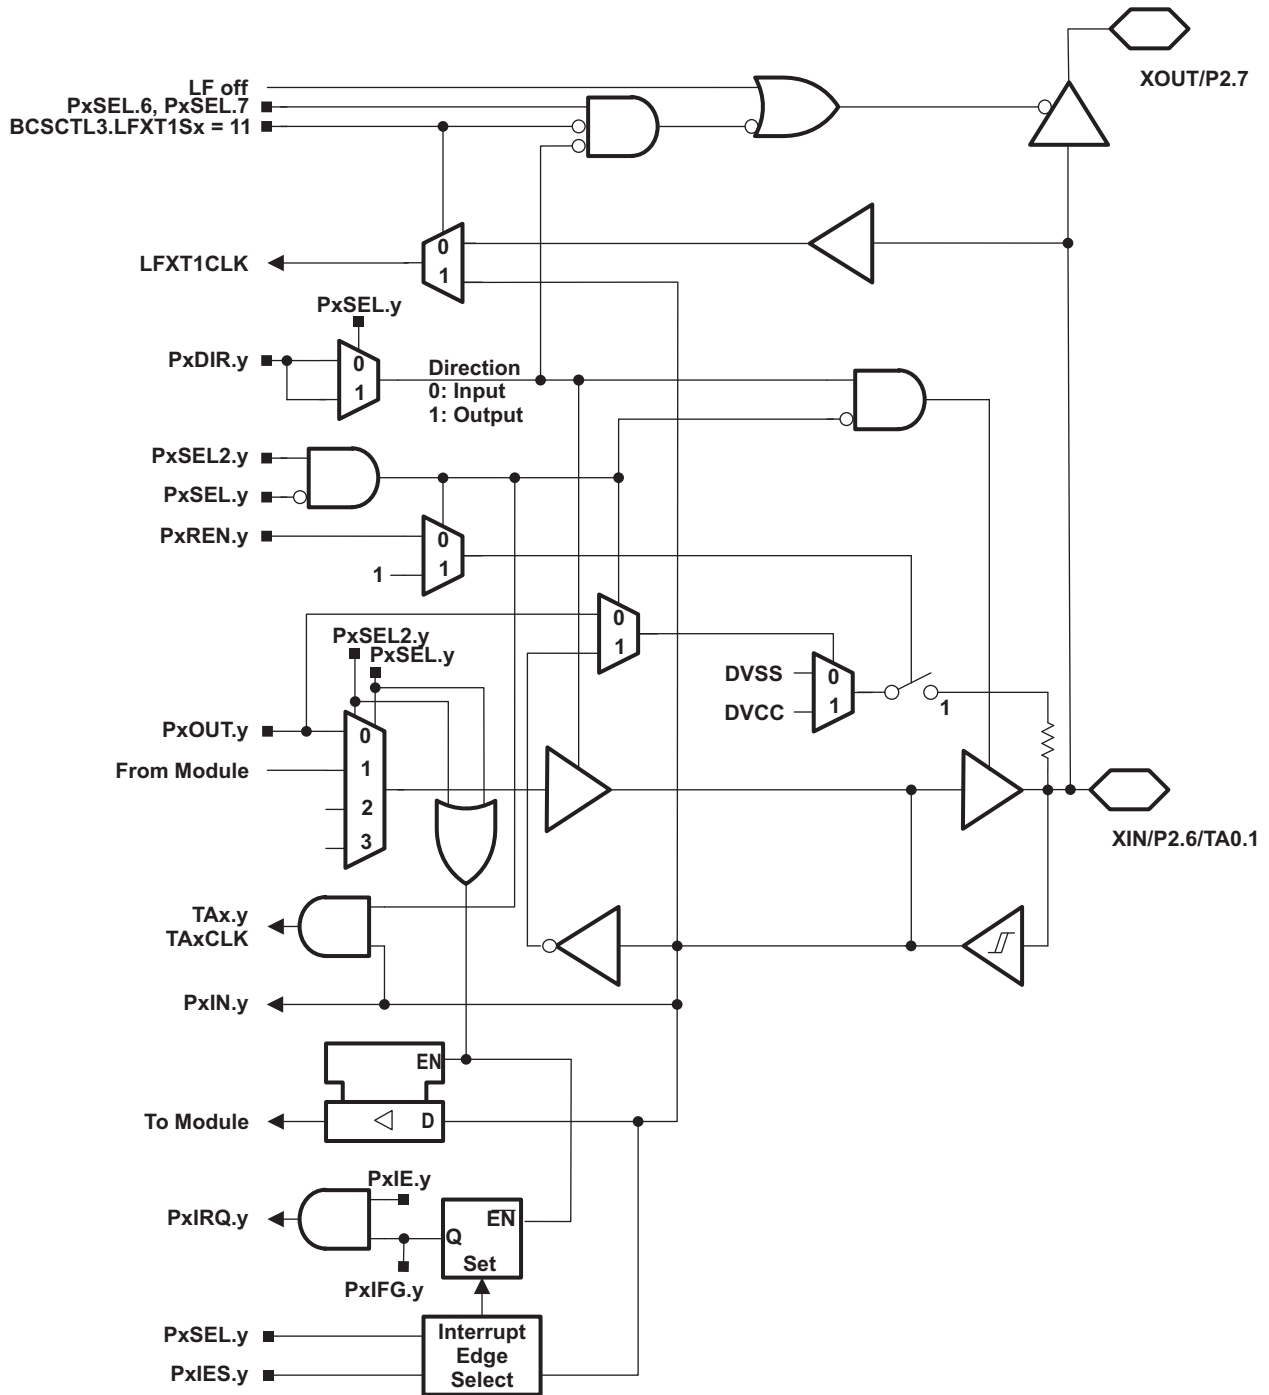 XOUT/P2.7
LF off
PxSEL.6, PxSEL.7
BCSCTL3.LFXT1Sx = 11
0
1
LFXT1CLK
PxSEL.y
PxDIR.y
0
1
Direction
0: Input
1: Output
PxSEL2.y
PxSEL.y
PxREN.y
0
1
1
0
1
PxSEL2.y
PxSEL.y
DVSS
DVCC
0
1
1
PxOUT.y
From Module
0
1
2
3
XIN/P2.6/TA0.1
TAx.y
TAxCLK
PxIN.y
EN
To Module
D
PxIE.y
PxIRQ.y
EN
Q
Set
PxIFG.y
PxSEL.y
PxIES.y
Interrupt
Edge
Select